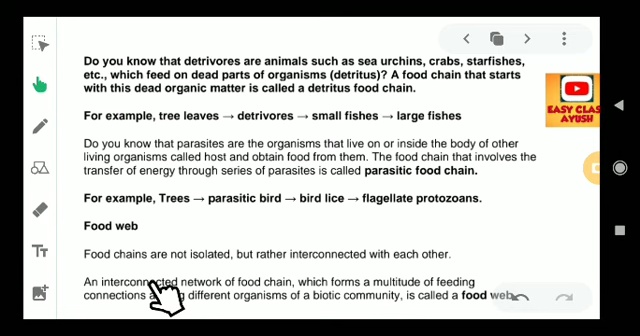 Do you know that detrivores are animals such as sea urchins, crabs, starfishes,
etc., which feed on dead parts of organisms (detritus)? A food chain that starts
with this dead organic matter is called a detritus food chain.
For example, tree leaves → detrivores → small fishes → large fishes
Do you know that parasites are the organisms that live on or inside the body of other
living organisms called host and obtain food from them. The food chain that involves the
transfer of energy through series of parasites is called parasitic food chain.
For example, Trees → parasitic bird → bird lice → flagellate protozoans.
Food web
Food chains are not isolated, but rather interconnected with each other.
An interconnected network of food chain, which forms a multitude of feeding
connections different organisms of a biotic community, is called a food web
EASY CLAS
AYUSH
Tт